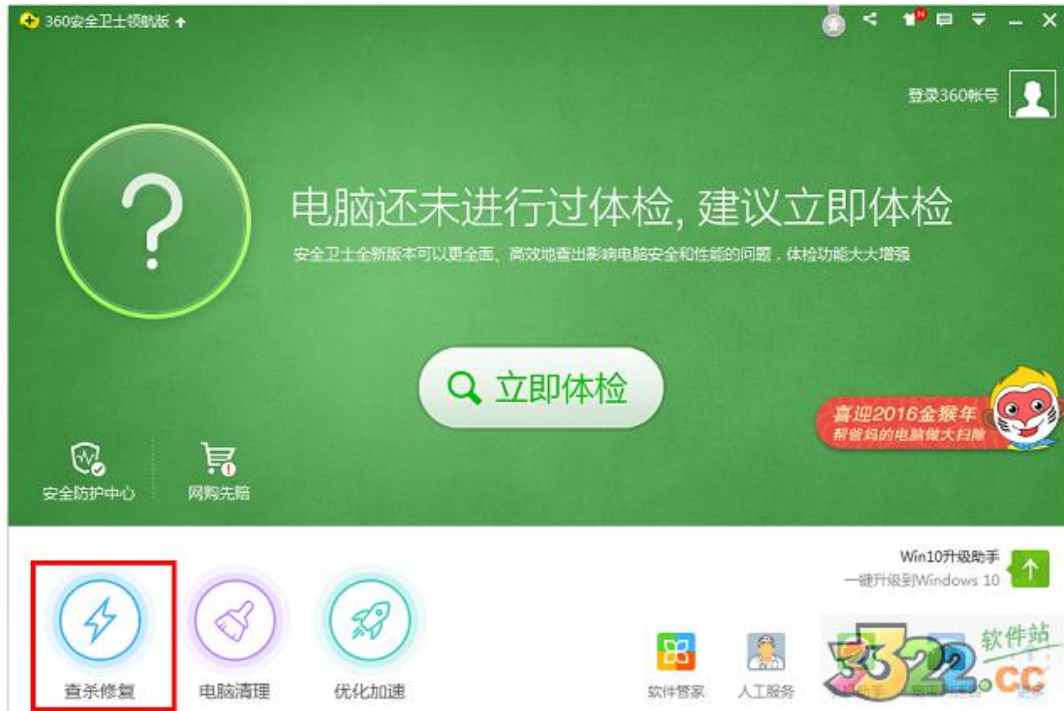 360安全卫士领航版
N
登录360帐号
电脑还未进行过体检, 建议立即体检
安全卫士全新版本可以更全面、高效地查出影响电脑安全和性能的问题，体检功能大大增强
立即体检
喜迎2016金猴年
帮爸妈的电脑做大扫除
安全防护中心
网购先赔
Win10升级助手
一键升级到Windows 10
查杀修复
电脑清理
优化加速
软件管家
人工服务
3322.cc
软件站